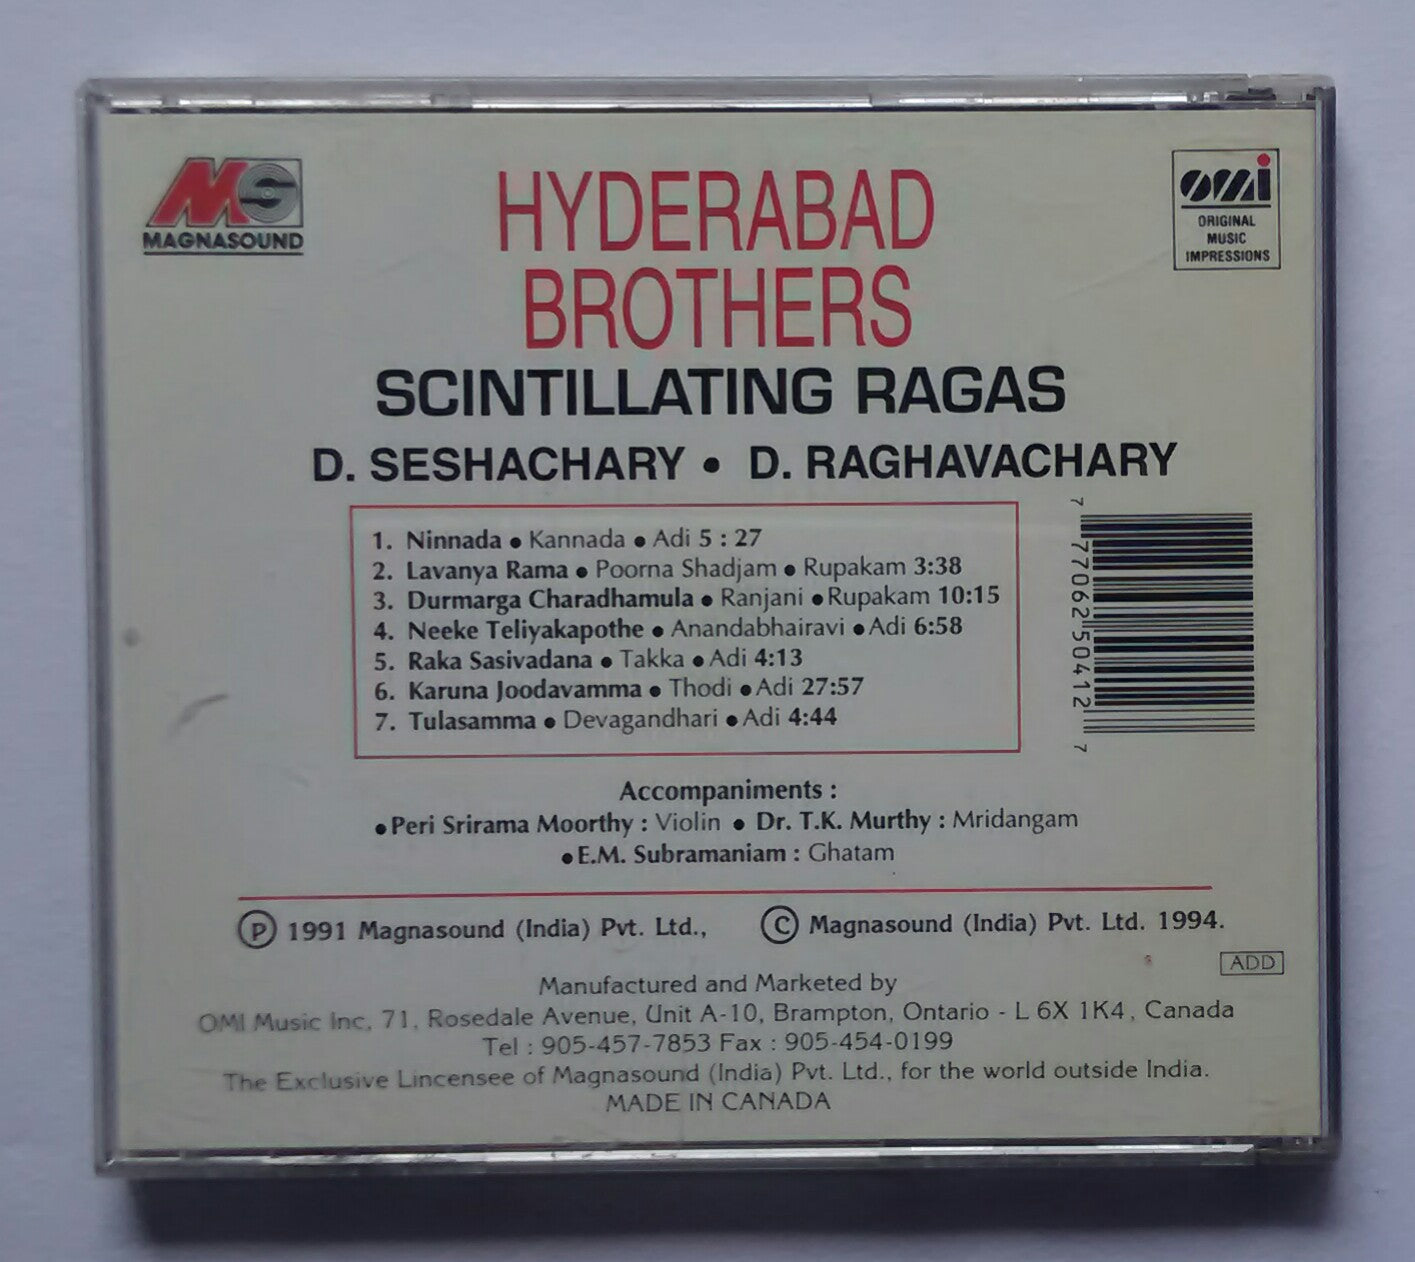 MS
MAGNASOUND
HYDERABAD
BROTHERS
omi
ORIGINAL
MUSIC
IMPRESSIONS
SCINTILLATING RAGAS
D. SESHACHARY • D. RAGHAVACHARY
1. Ninnada • Kannada • Adi 5 : 27
2. Lavanya Rama • Poorna Shadjam • Rupakam 3:38
3. Durmarga Charadhamula • Ranjani • Rupakam 10:15
4. Neeke Teliyakapothe • Anandabhairavi • Adi 6:58
5. Raka Sasivadana • Takka • Adi 4:13
6. Karuna Joodavamma • Thodi • Adi 27:57
7. Tulasamma • Devagandhari • Adi 4:44
7 77062 50412 7
Accompaniments :
• Peri Srirama Moorthy : Violin • Dr. T.K. Murthy : Mridangam
• E.M. Subramaniam : Ghatam
Ⓟ 1991 Magnasound (India) Pvt. Ltd., © Magnasound (India) Pvt. Ltd. 1994.
ADD
Manufactured and Marketed by
OMI Music Inc, 71, Rosedale Avenue, Unit A-10, Brampton, Ontario - L 6X 1K4, Canada
Tel : 905-457-7853 Fax : 905-454-0199
The Exclusive Lincensee of Magnasound (India) Pvt. Ltd., for the world outside India.
MADE IN CANADA